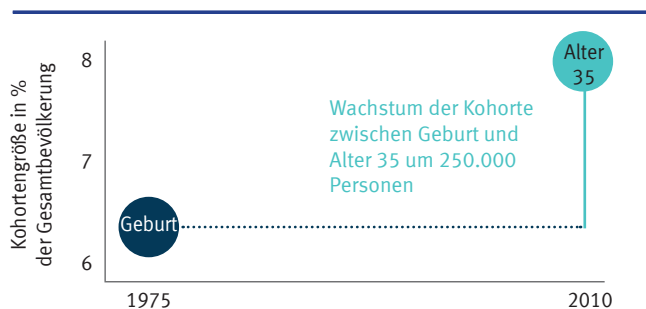 Kohortengröße in %
der Gesamtbevölkerung
8
7
6
Geburt
Alter
35
Wachstum der Kohorte
zwischen Geburt und
Alter 35 um 250.000
Personen
1975
2010